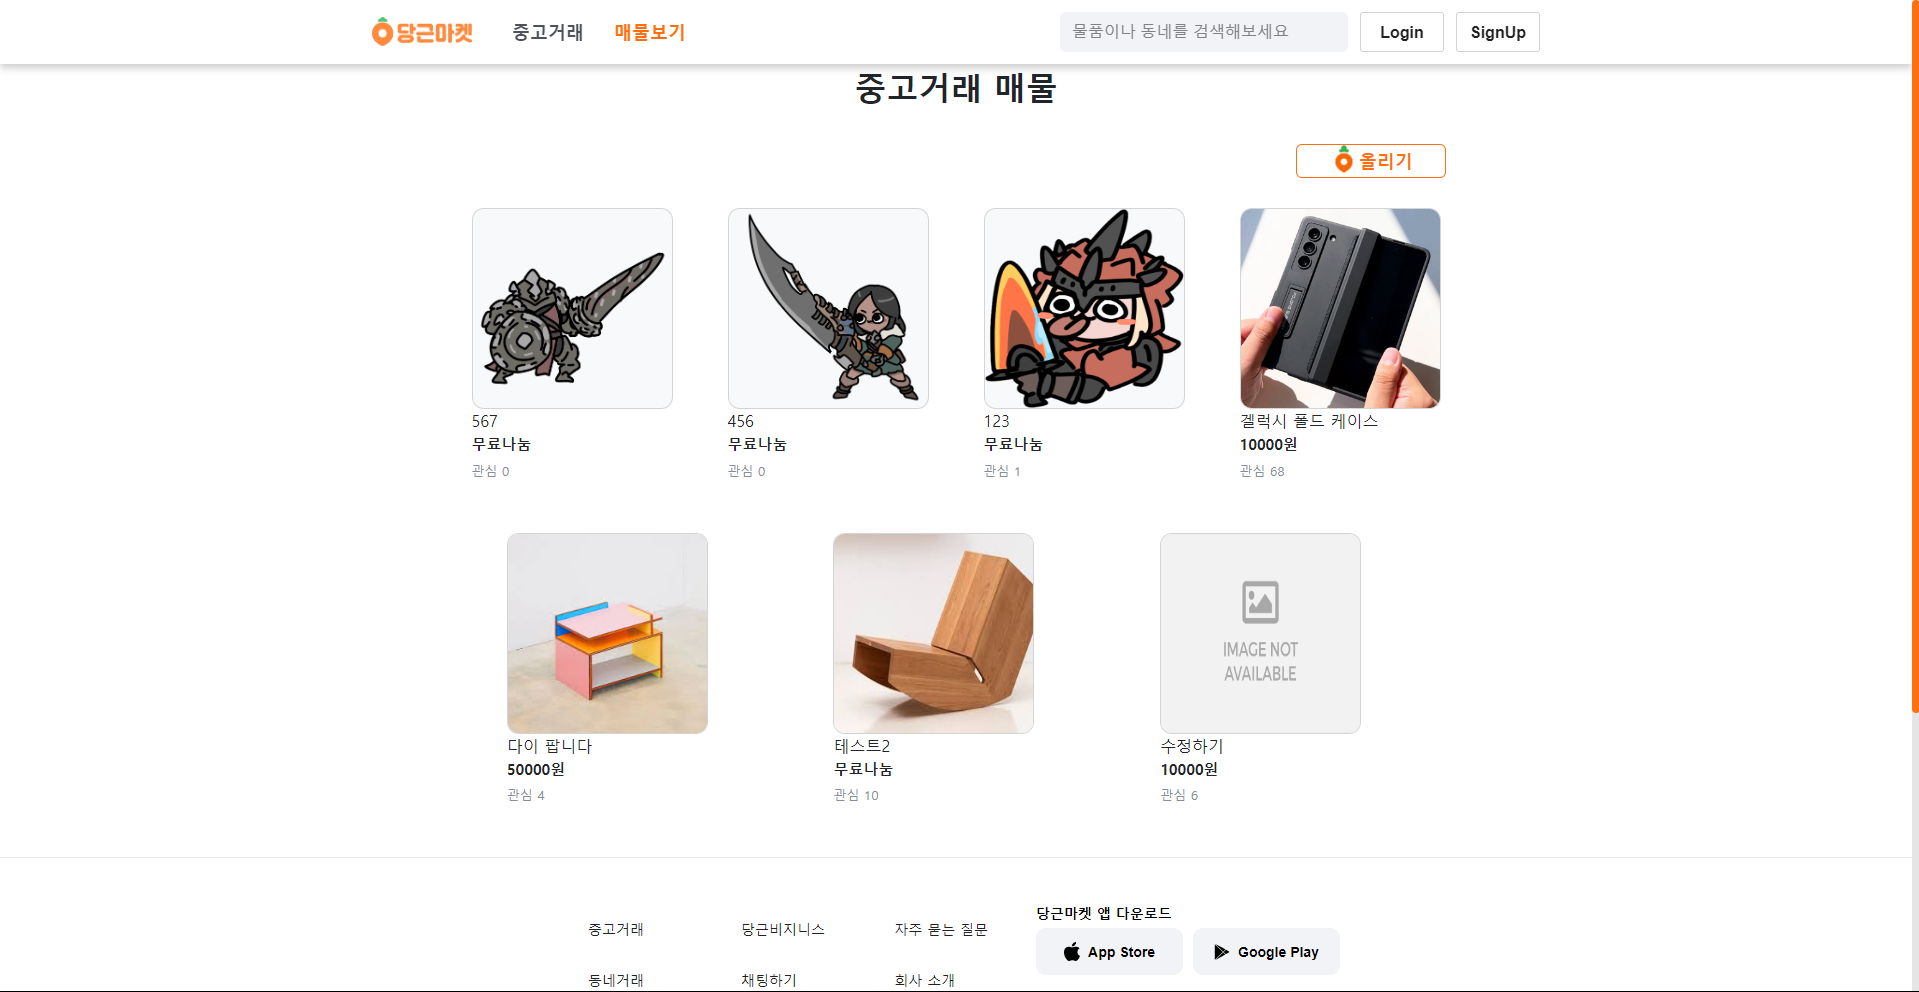 당근마켓 중고거래 매물보기 물품이나 동네를 검색해보세요 Login SignUp
중고거래 매물
올리기
567 456 123 겔럭시 폴드 케이스
무료나눔 무료나눔 무료나눔 10000원
관심 0 관심 0 관심 1 관심 68
IMAGE NOT
AVAILABLE
다이 팝니다 테스트2 수정하기
50000원 무료나눔 10000원
관심 4 관심 10 관심 6
당근마켓 앱 다운로드
중고거래 당근비지니스 자주 묻는 질문
App Store Google Play
동네거래 채팅하기 회사 소개